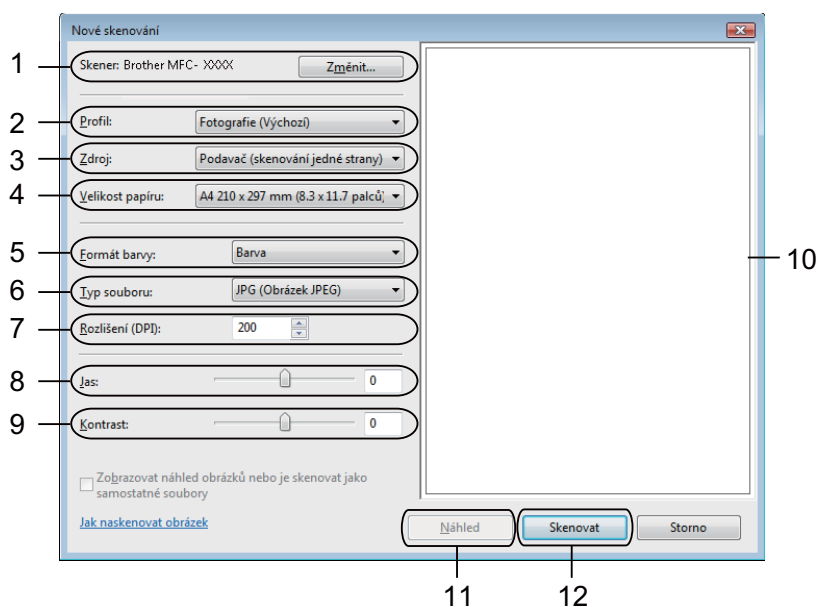 Nové skenování
1
Skener: Brother MFC- XXXX
Změnit...
2
Profil:
Fotografie (Výchozí)
3
Zdroj:
Podavač (skenování jedné strany)
4
Velikost papíru:
A4 210 x 297 mm (8.3 x 11.7 palců)
5
Formát barvy:
Barva
10
6
Typ souboru:
JPG (Obrázek JPEG)
7
Rozlišení (DPI):
200
8
Jas:
0
9
Kontrast:
0
Zobrazovat náhled obrázků nebo je skenovat jako
samostatné soubory
Jak naskenovat obrázek
Náhled
Skenovat
Storno
11
12